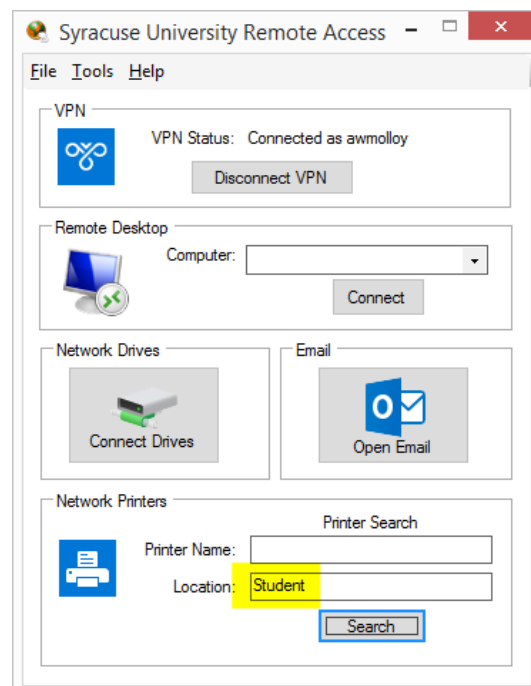 Syracuse University Remote Access
File Tools Help
VPN
VPN Status: Connected as awmolloy
Disconnect VPN
Remote Desktop
Computer:
Connect
Network Drives
Connect Drives
Email
Open Email
Network Printers
Printer Search
Printer Name:
Location: Student
Search